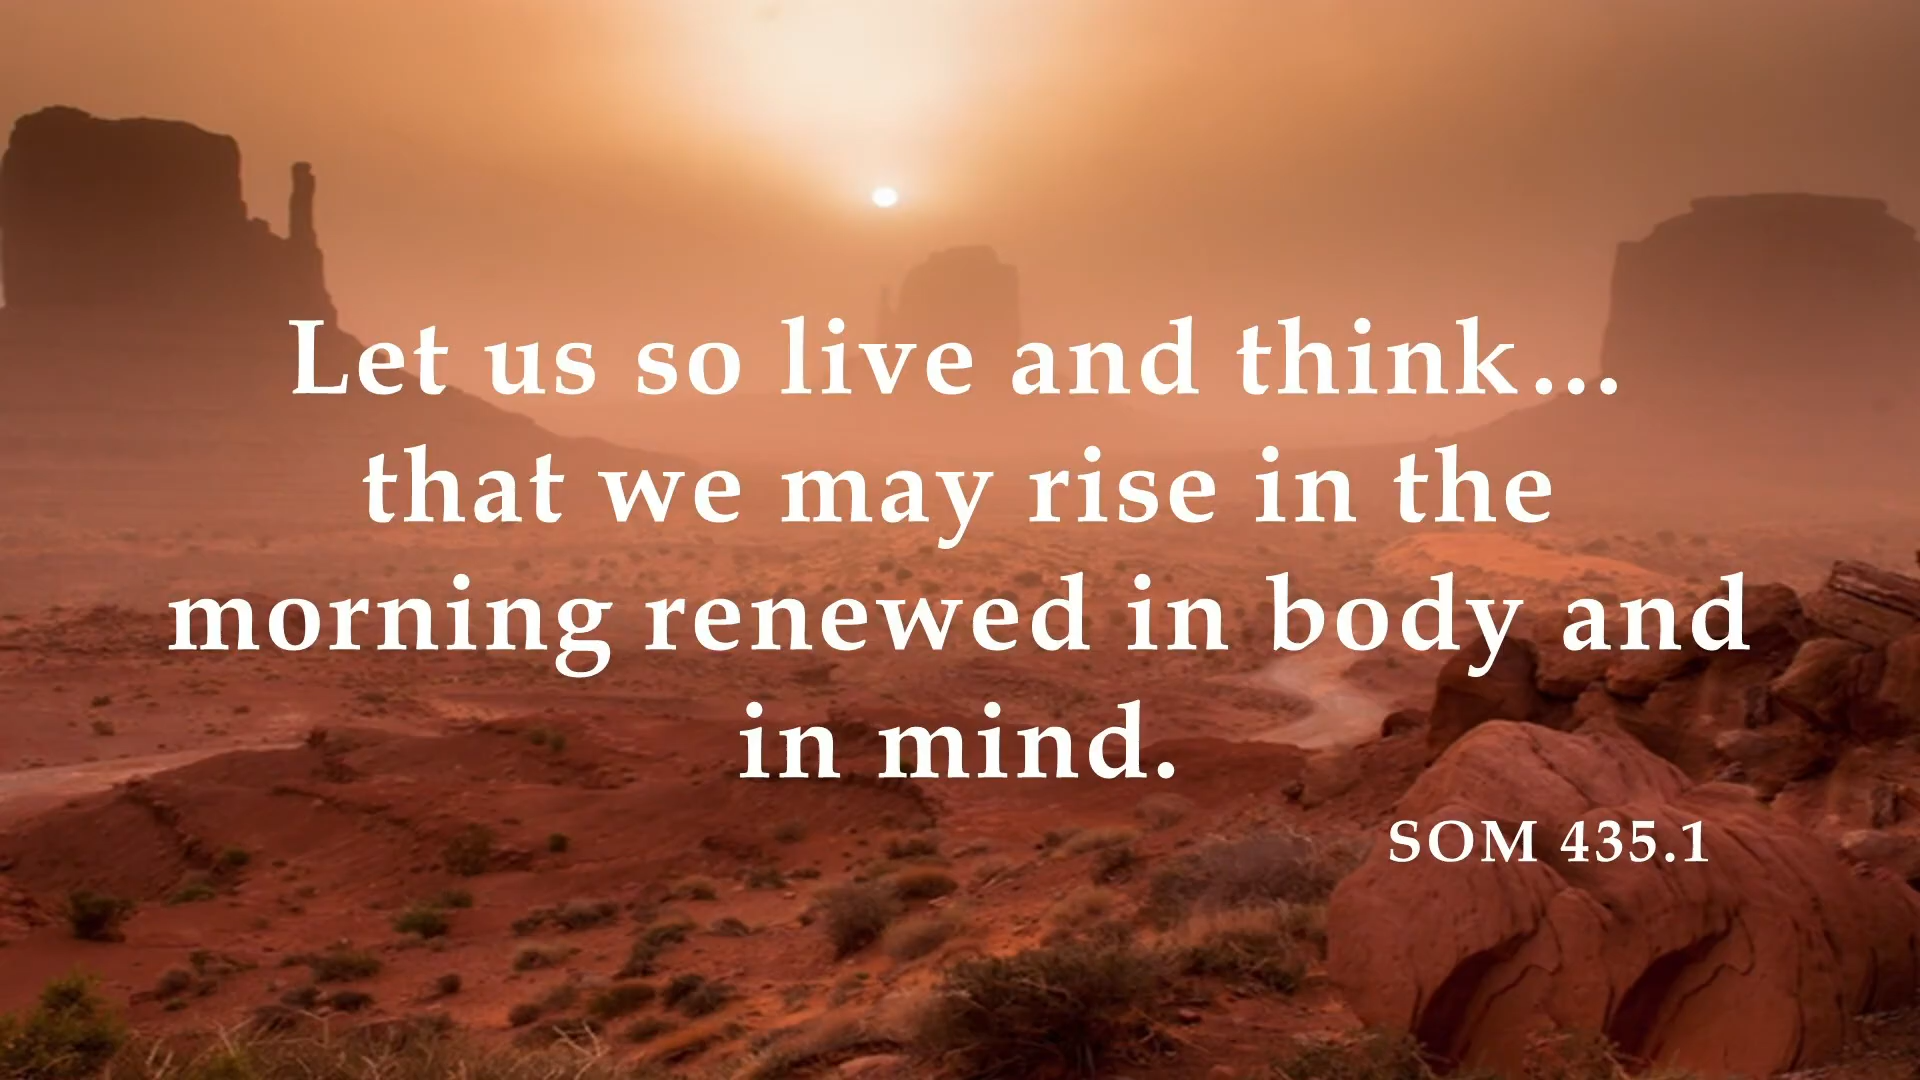 Let us so live and think...
that we may rise in the
morning renewed in body and
in mind.
SOM 435.1